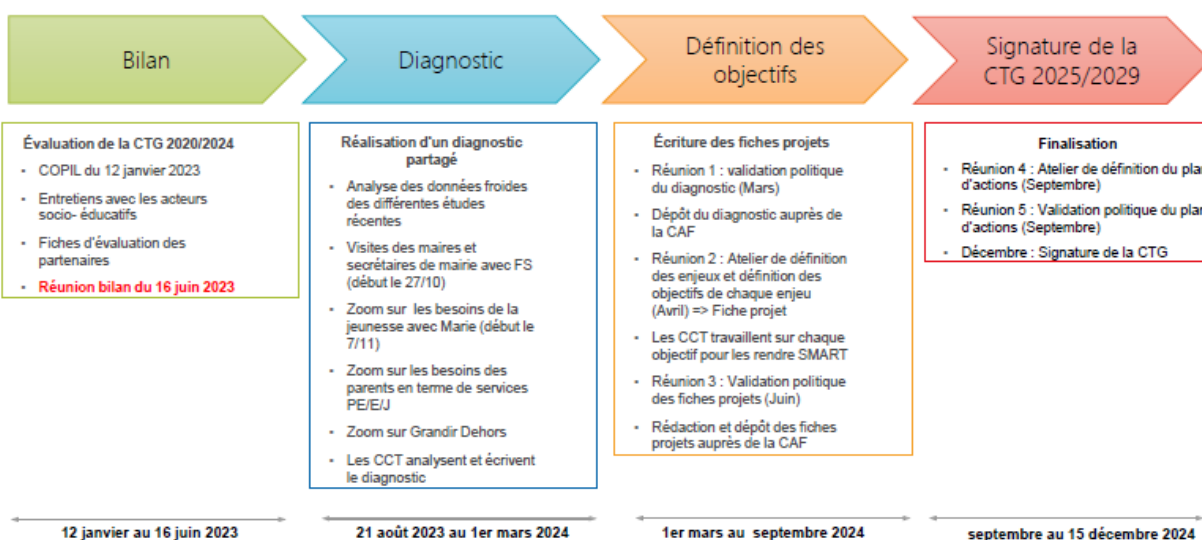 Bilan
Diagnostic
Définition des
objectifs
Signature de la
CTG 2025/2029
Évaluation de la CTG 2020/2024
- COPIL du 12 janvier 2023
- Entretiens avec les acteurs
socio- éducatifs
- Fiches d'évaluation des
partenaires
- Réunion bilan du 16 juin 2023
Réalisation d'un diagnostic
partagé
- Analyse des données froides
des différentes études
récentes
- Visites des maires et
secrétaires de mairie avec FS
(début le 27/10)
- Zoom sur les besoins de la
jeunesse avec Marie (début le
7/11)
- Zoom sur les besoins des
parents en terme de services
PE/E/J
- Zoom sur Grandir Dehors
- Les CCT analysent et écrivent
le diagnostic
Écriture des fiches projets
- Réunion 1 : validation politique
du diagnostic (Mars)
- Dépôt du diagnostic auprès de
la CAF
- Réunion 2 : Atelier de définition
des enjeux et définition des
objectifs de chaque enjeu
(Avril) => Fiche projet
- Les CCT travaillent sur chaque
objectif pour les rendre SMART
- Réunion 3 : Validation politique
des fiches projets (Juin)
- Rédaction et dépôt des fiches
projets auprès de la CAF
Finalisation
- Réunion 4 : Atelier de définition du plan
d'actions (Septembre)
- Réunion 5 : Validation politique du plan
d'actions (Septembre)
- Décembre : Signature de la CTG
12 janvier au 16 juin 2023
21 août 2023 au 1er mars 2024
1er mars au septembre 2024
septembre au 15 décembre 2024